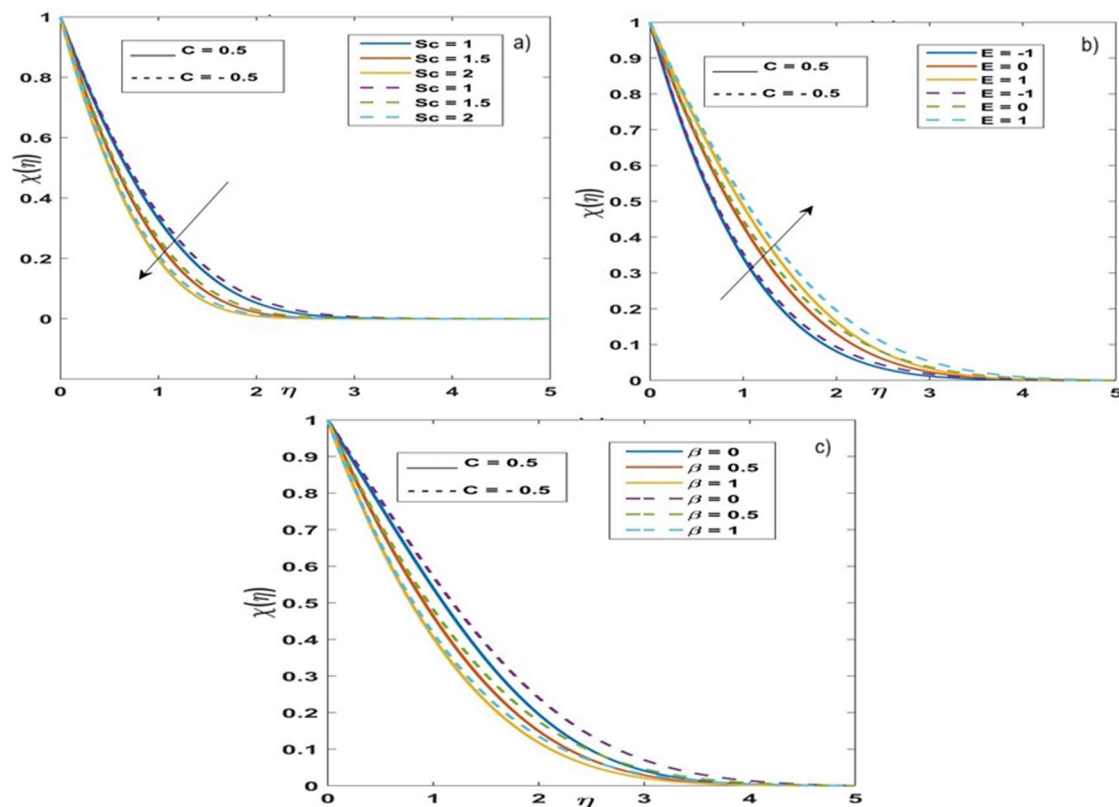 a)
C = 0.5
C = - 0.5
Sc = 1
Sc = 1.5
Sc = 2
Sc = 1
Sc = 1.5
Sc = 2
1
0.8
0.6
0.4
0.2
0
χ(η)
0 1 2 3 4 5
η
b)
C = 0.5
C = - 0.5
E = -1
E = 0
E = 1
E = -1
E = 0
E = 1
1
0.9
0.8
0.7
0.6
0.5
0.4
0.3
0.2
0.1
0
χ(η)
0 1 2 3 4 5
η
c)
C = 0.5
C = - 0.5
β = 0
β = 0.5
β = 1
β = 0
β = 0.5
β = 1
1
0.9
0.8
0.7
0.6
0.5
0.4
0.3
0.2
0.1
0
χ(η)
0 1 2 3 4 5
η